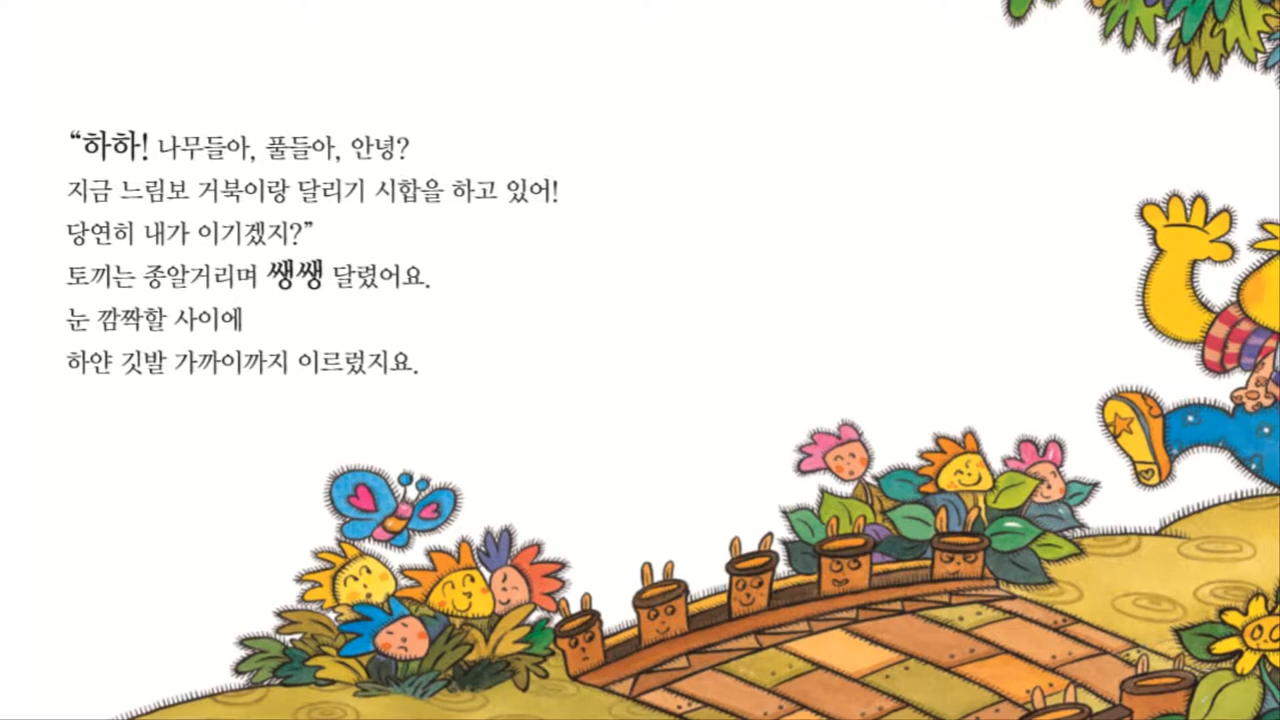 “하하! 나무들아, 풀들아, 안녕?
지금 느림보 거북이랑 달리기 시합을 하고 있어!
당연히 내가 이기겠지?”
토끼는 종알거리며 쌩쌩 달렸어요.
눈 깜짝할 사이에
하얀 깃발 가까이까지 이르렀지요.